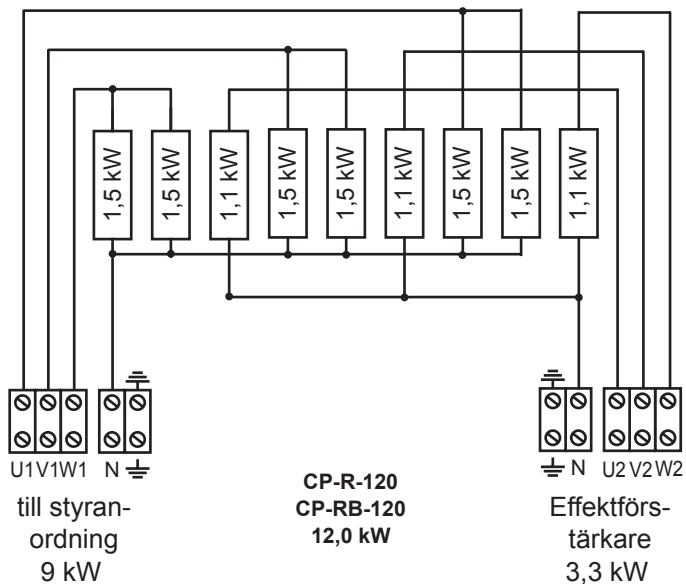 1,5 kW
1,5 kW
1,1 kW
1,5 kW
1,5 kW
1,1 kW
1,5 kW
1,5 kW
1,1 kW
U1 V1 W1 N
N U2 V2 W2
till styran-
ordning
9 kW
CP-R-120
CP-RB-120
12,0 kW
Effektförs-
tärkare
3,3 kW